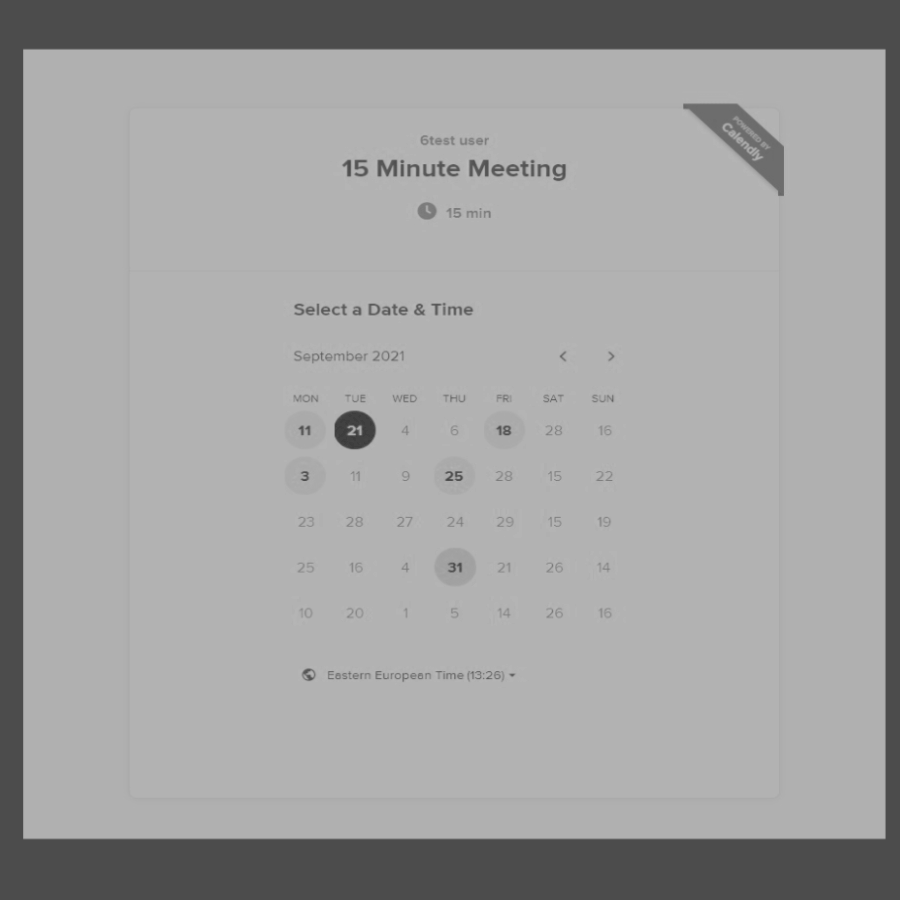 6test user
15 Minute Meeting
15 min
POWERED BY
Calendly
Select a Date & Time
September 2021
MON TUE WED THU FRI SAT SUN
11 21 4 6 18 28 16
3 11 9 25 28 15 22
23 28 27 24 29 15 19
25 16 4 31 21 26 14
10 20 1 5 14 26 16
Eastern European Time (13:26)